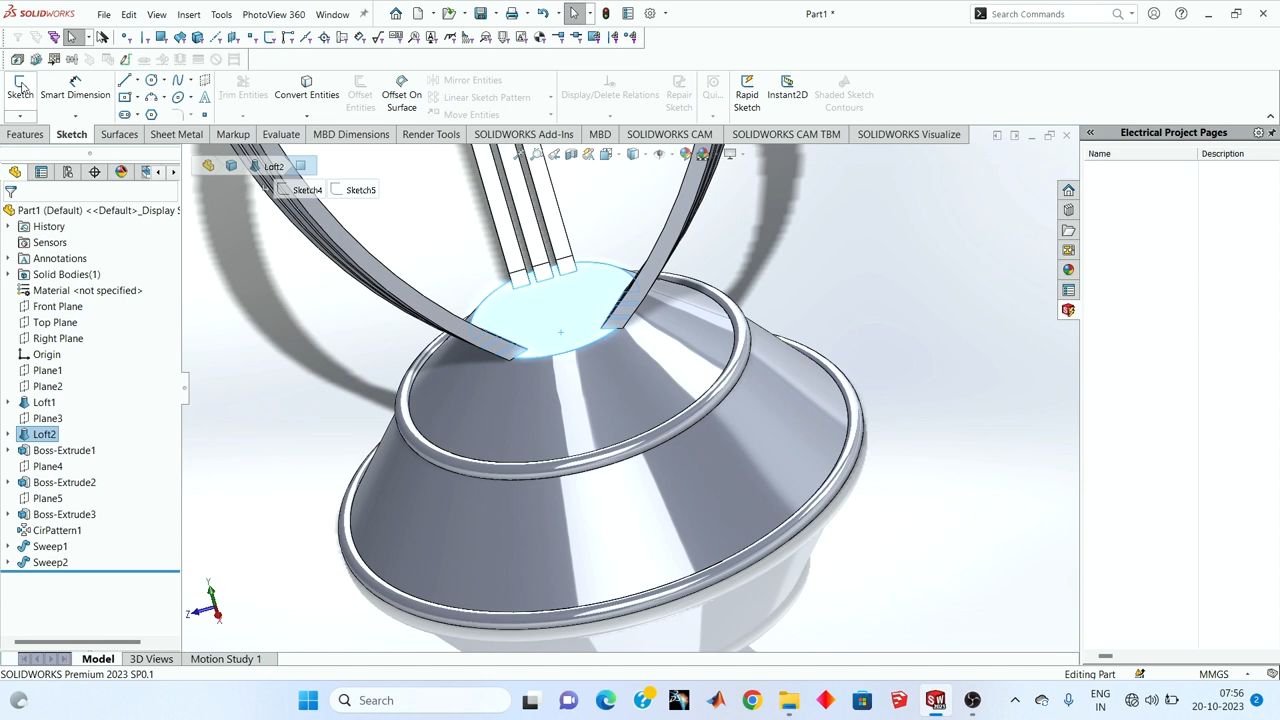 SOLIDWORKS File Edit View Insert Tools PhotoView 360 Window Part1 * Search Commands
Sketch Smart Dimension Trim Entities Convert Entities Offset Entities Offset On Surface Mirror Entities Linear Sketch Pattern Move Entities Display/Delete Relations Repair Sketch Qui... Rapid Sketch Instant2D Shaded Sketch Contours
Features Sketch Surfaces Sheet Metal Markup Evaluate MBD Dimensions Render Tools SOLIDWORKS Add-Ins MBD SOLIDWORKS CAM SOLIDWORKS CAM TBM SOLIDWORKS Visualize
Electrical Project Pages
Name Description
Loft2
Sketch4 Sketch5
Part1 (Default) <<Default>_Display S
History
Sensors
Annotations
Solid Bodies(1)
Material <not specified>
Front Plane
Top Plane
Right Plane
Origin
Plane1
Plane2
Loft1
Plane3
Loft2
Boss-Extrude1
Plane4
Boss-Extrude2
Plane5
Boss-Extrude3
CirPattern1
Sweep1
Sweep2
Y
Z
X
Model 3D Views Motion Study 1
SOLIDWORKS Premium 2023 SP0.1 Editing Part MMGS
Search
ENG
IN
07:56
20-10-2023
2